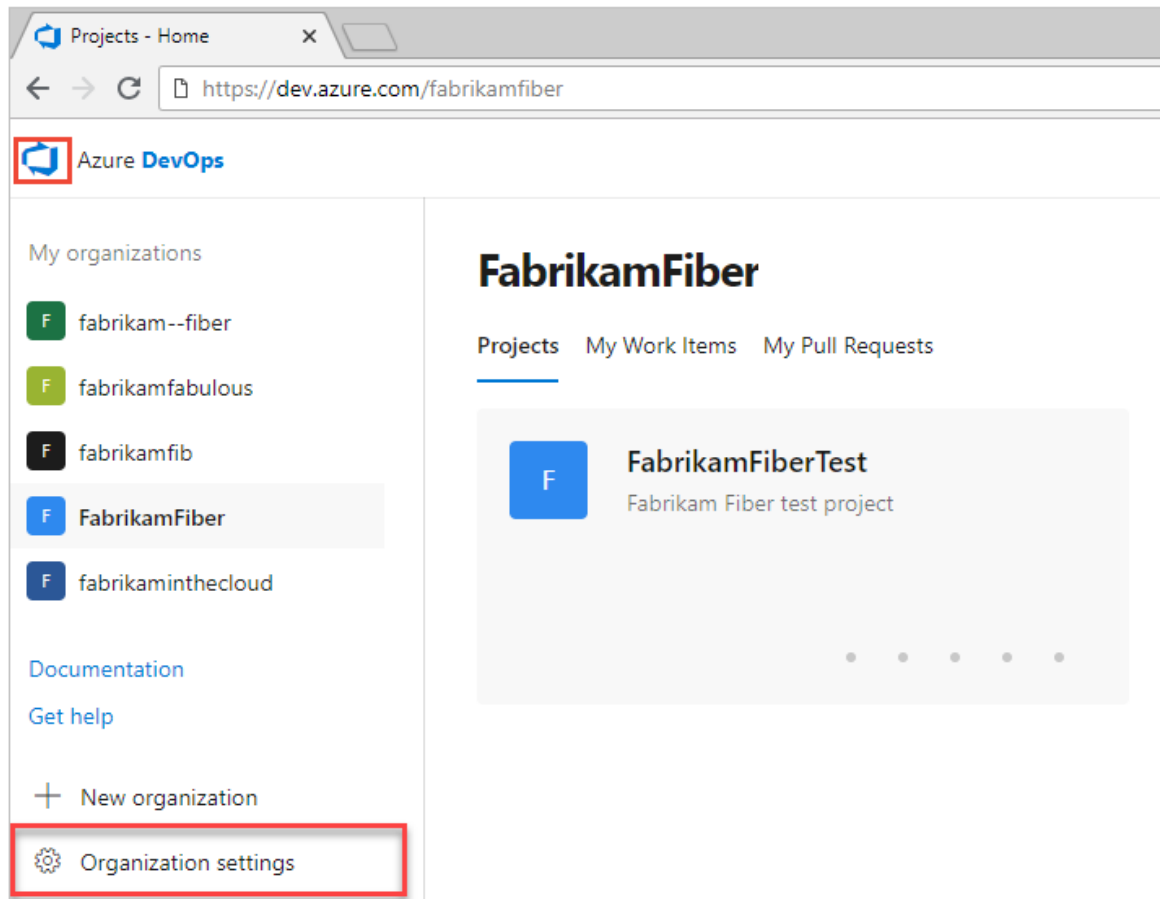 Projects - Home
https://dev.azure.com/fabrikamfiber
Azure DevOps
My organizations
F fabrikam--fiber
F fabrikamfabulous
F fabrikamfib
F FabrikamFiber
F fabrikaminthecloud
Documentation
Get help
New organization
Organization settings
FabrikamFiber
Projects My Work Items My Pull Requests
F FabrikamFiberTest
Fabrikam Fiber test project